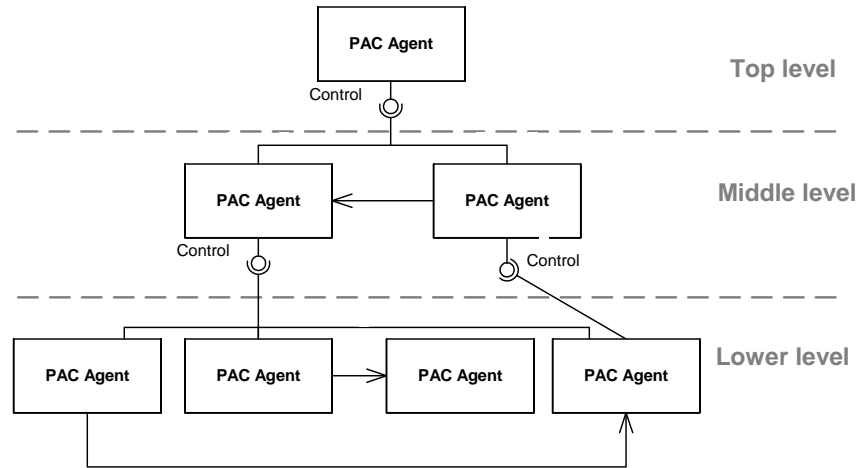 PAC Agent
Top level
Control
Middle level
PAC Agent
PAC Agent
Control
Control
Lower level
PAC Agent
PAC Agent
PAC Agent
PAC Agent